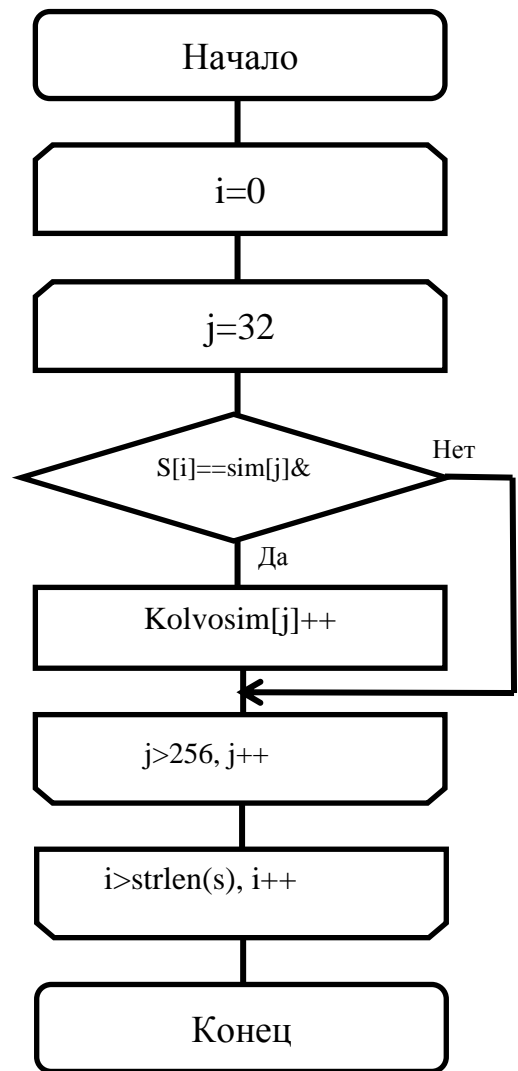 Начало
i=0
j=32
S[i]==sim[j]&
Нет
Да
Kolvosim[j]++
j>256, j++
i>strlen(s), i++
Конец